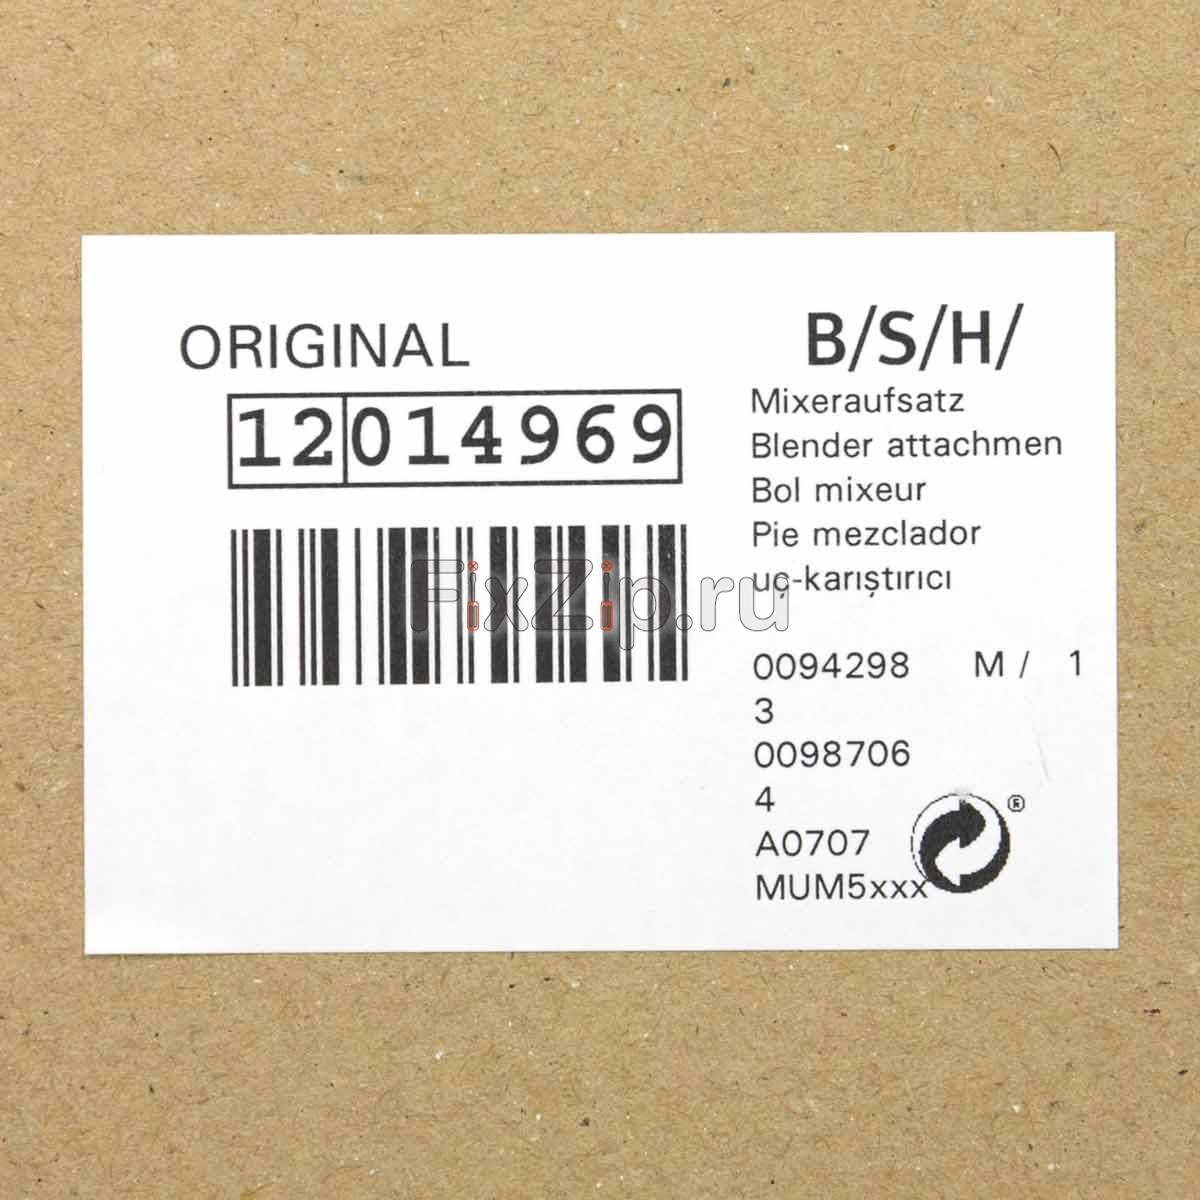 ORIGINAL
B/S/H/
12014969
Mixeraufsatz
Blender attachmen
Bol mixeur
Pie mezclador
uç-karıştırıcı
FixZip.ru
0094298 M / 1
3
0098706
4
A0707
MUM5xxx
®